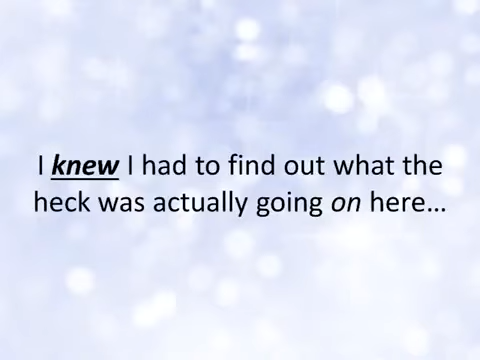 I knew I had to find out what the
heck was actually going on here…